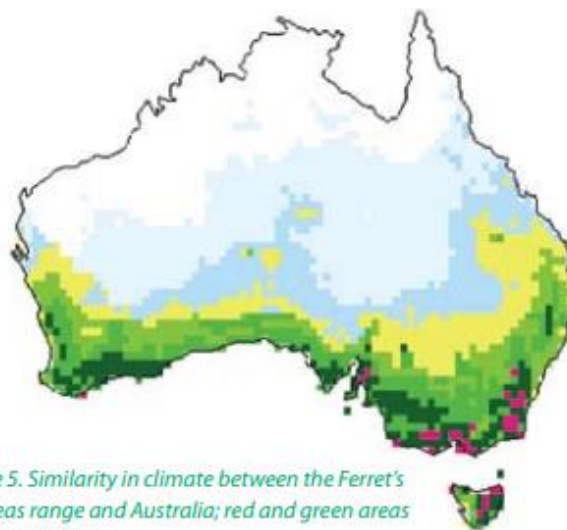 5. Similarity in climate between the Ferret's
eas range and Australia; red and green areas